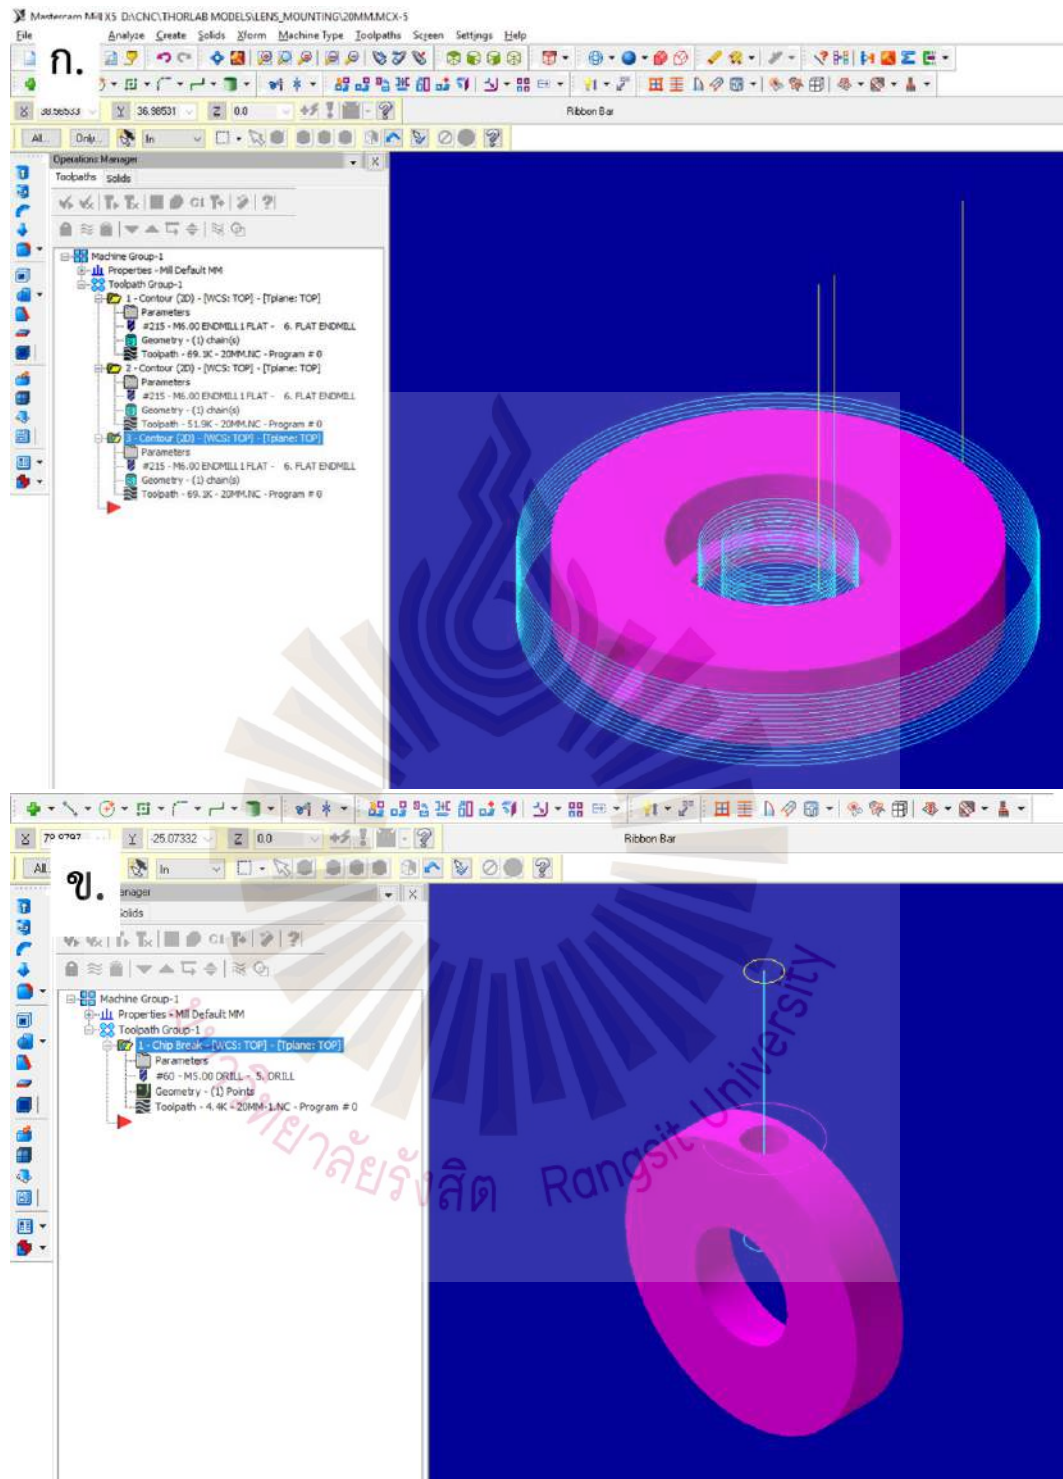 Mastercam Mill X5 D:\CNC\THORLAB MODELS\LENS_MOUNTING\20MM.MCX-5
File Analyze Create Solids Xform Machine Type Toolpaths Screen Settings Help
ก.
X 38.56533 Y 36.98531 Z 0.0 Ribbon Bar
All... Only... In
Operations Manager
Toolpaths Solids
G1
Machine Group-1
Properties - Mill Default MM
Toolpath Group-1
1 - Contour (2D) - [WCS: TOP] - [Tplane: TOP]
Parameters
#215 - M6.00 ENDMILL1 FLAT - 6. FLAT ENDMILL
Geometry - (1) chain(s)
Toolpath - 69.1K - 20MM.NC - Program # 0
2 - Contour (2D) - [WCS: TOP] - [Tplane: TOP]
Parameters
#215 - M6.00 ENDMILL1 FLAT - 6. FLAT ENDMILL
Geometry - (1) chain(s)
Toolpath - 51.9K - 20MM.NC - Program # 0
3 - Contour (2D) - [WCS: TOP] - [Tplane: TOP]
Parameters
#215 - M6.00 ENDMILL1 FLAT - 6. FLAT ENDMILL
Geometry - (1) chain(s)
Toolpath - 69.1K - 20MM.NC - Program # 0
X Y -25.07332 Z 0.0 Ribbon Bar
All In
ข.
anager
Solids
G1
Machine Group-1
Properties - Mill Default MM
Toolpath Group-1
1 - Chip Break - [WCS: TOP] - [Tplane: TOP]
Parameters
#60 - M5.00 DRILL - 5. DRILL
Geometry - (1) Points
Toolpath - 4.4K - 20MM-1.NC - Program # 0
มหาวิทยาลัยรังสิต Rangsit University